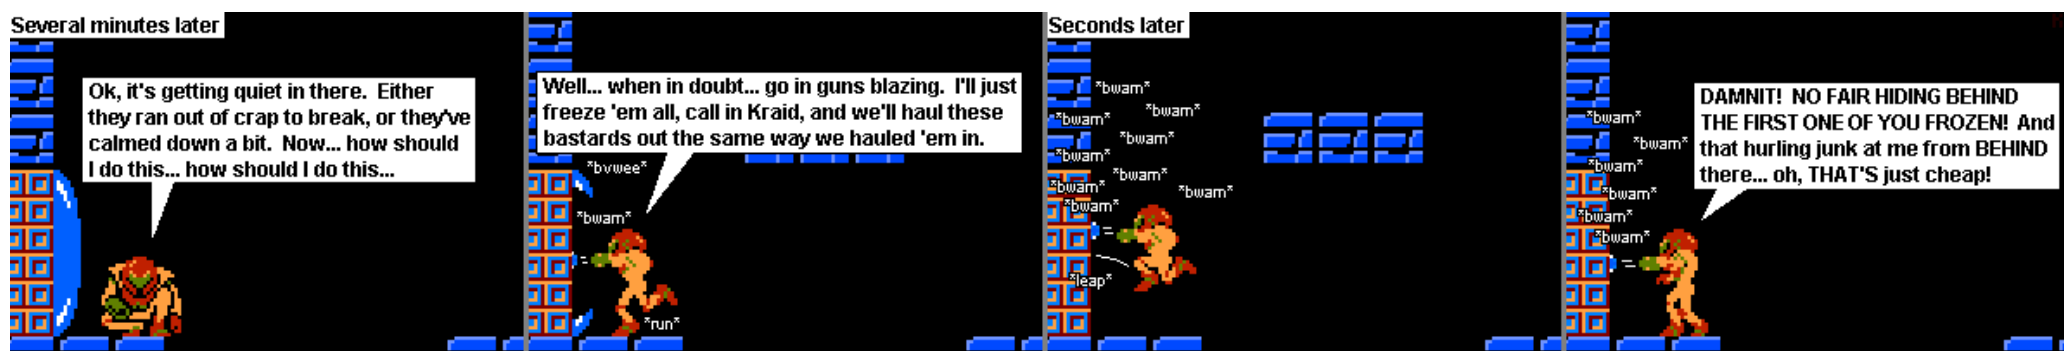 Several minutes later
Ok, it's getting quiet in there.  Either
they ran out of crap to break, or they've
calmed down a bit.  Now... how should
I do this... how should I do this...
Well... when in doubt... go in guns blazing.  I'll just
freeze 'em all, call in Kraid, and we'll haul these
bastards out the same way we hauled 'em in.
*bvwee*
*bwam*
*run*
Seconds later
*bwam*
*bwam*
*bwam*
*bwam*
*bwam*
*bwam*
*bwam*
*bwam*
*bwam*
*leap*
DAMNIT!  NO FAIR HIDING BEHIND
THE FIRST ONE OF YOU FROZEN!  And
that hurling junk at me from BEHIND
there... oh, THAT'S just cheap!
*bwam*
*bwam*
*bwam*
*bwam*
*bwam*
*bwam*